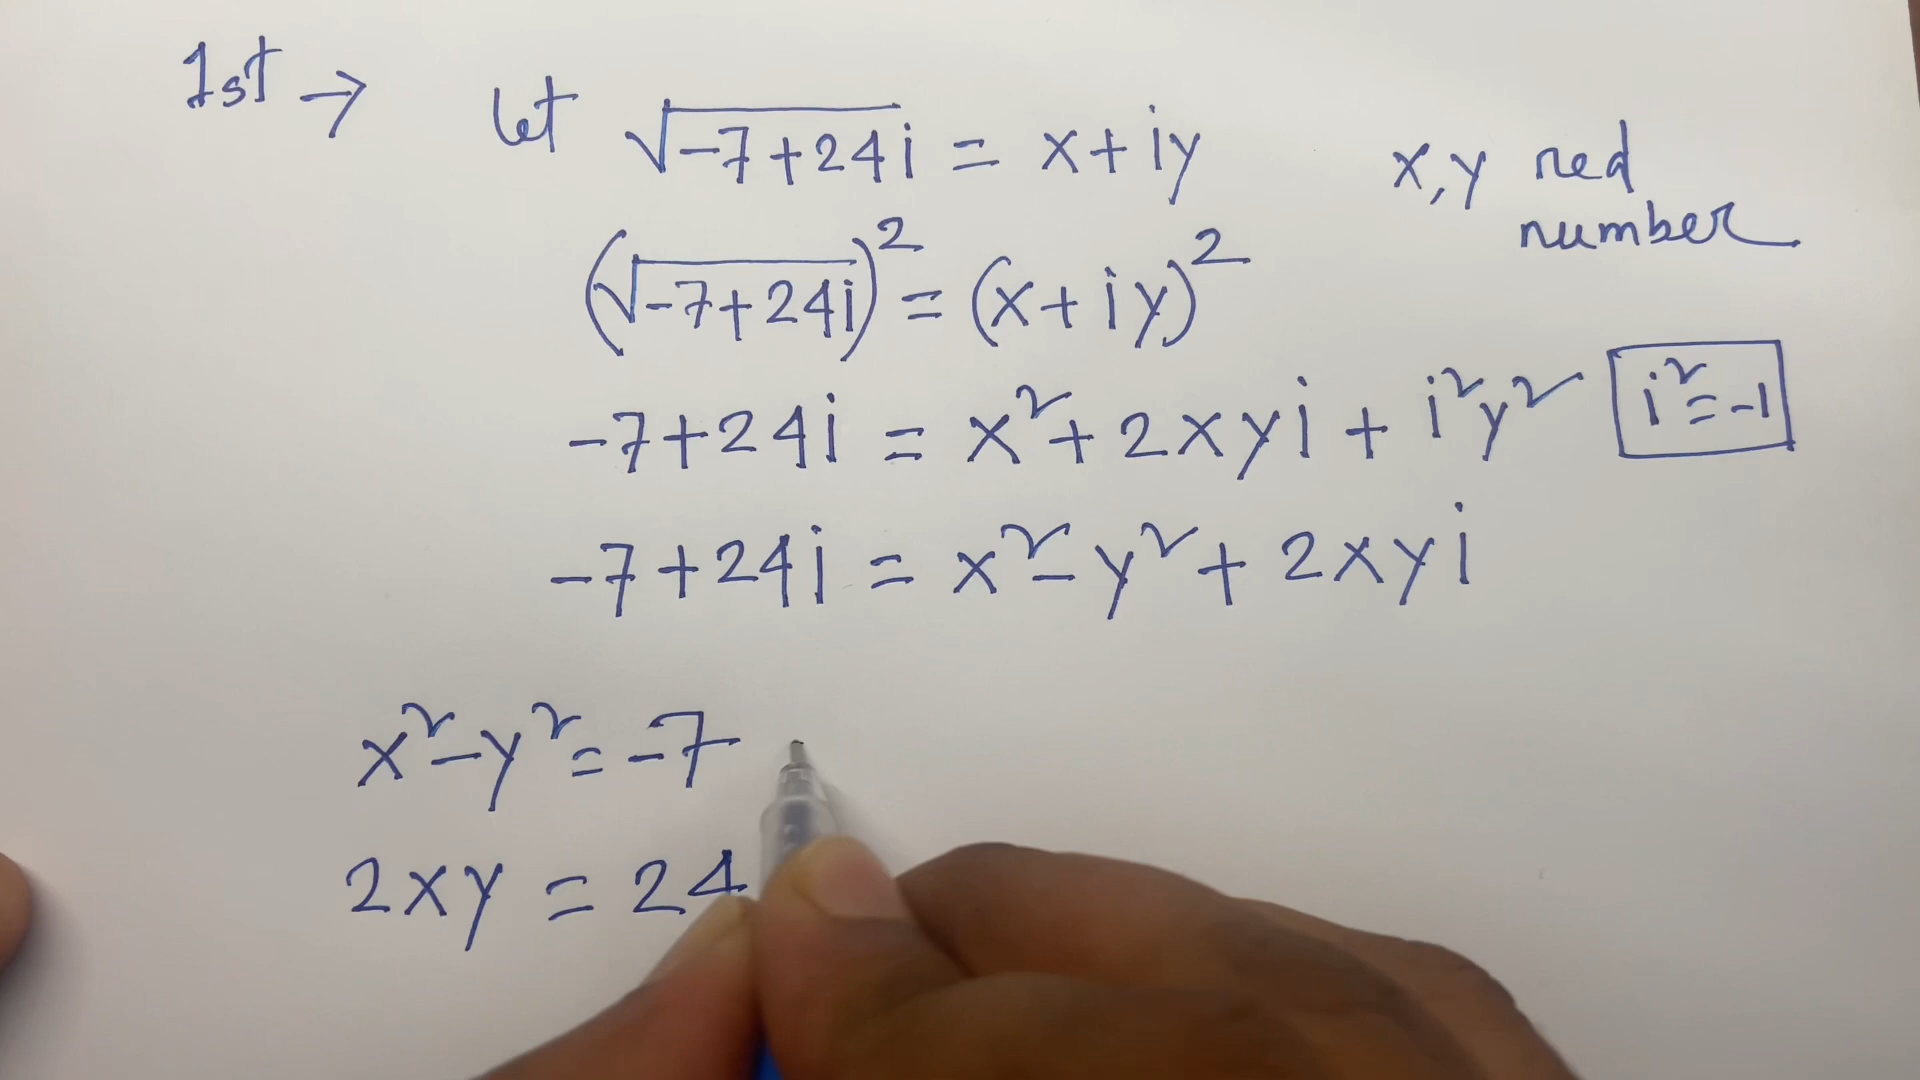 1st → let √-7+24i = x+iy x,y real number
(√-7+24i)² = (x+iy)²
-7+24i = x²+2xyi+i²y² i²=-1
-7+24i = x²-y²+2xyi
x²-y²=-7
2xy = 24